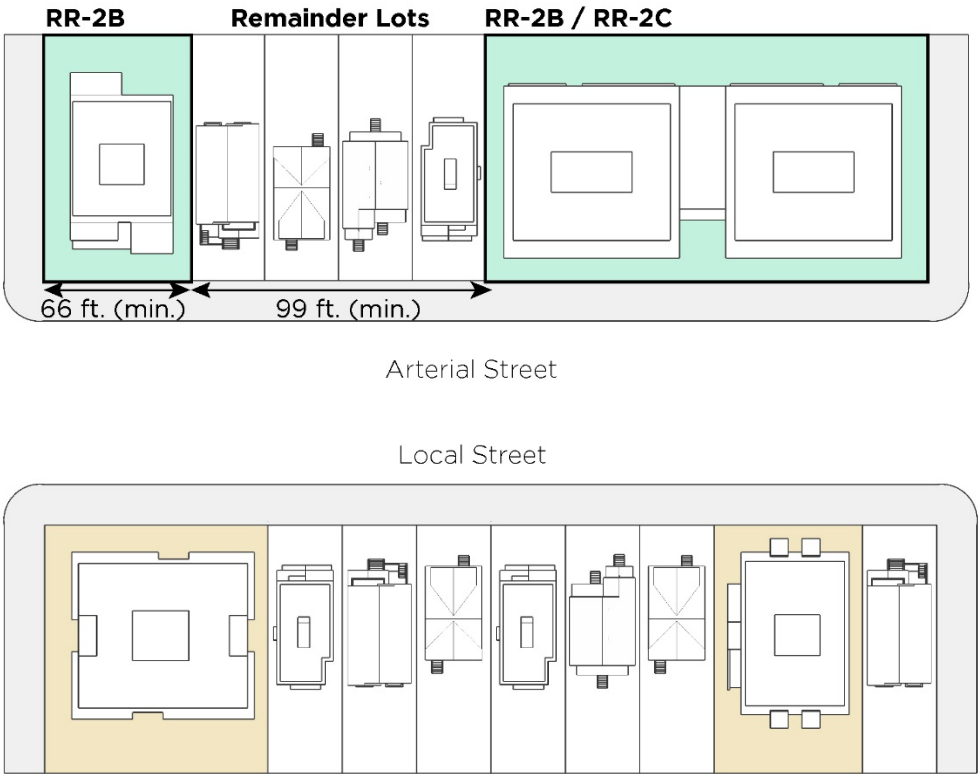 RR-2B
Remainder Lots
RR-2B / RR-2C
66 ft. (min.)
99 ft. (min.)
Arterial Street
Local Street